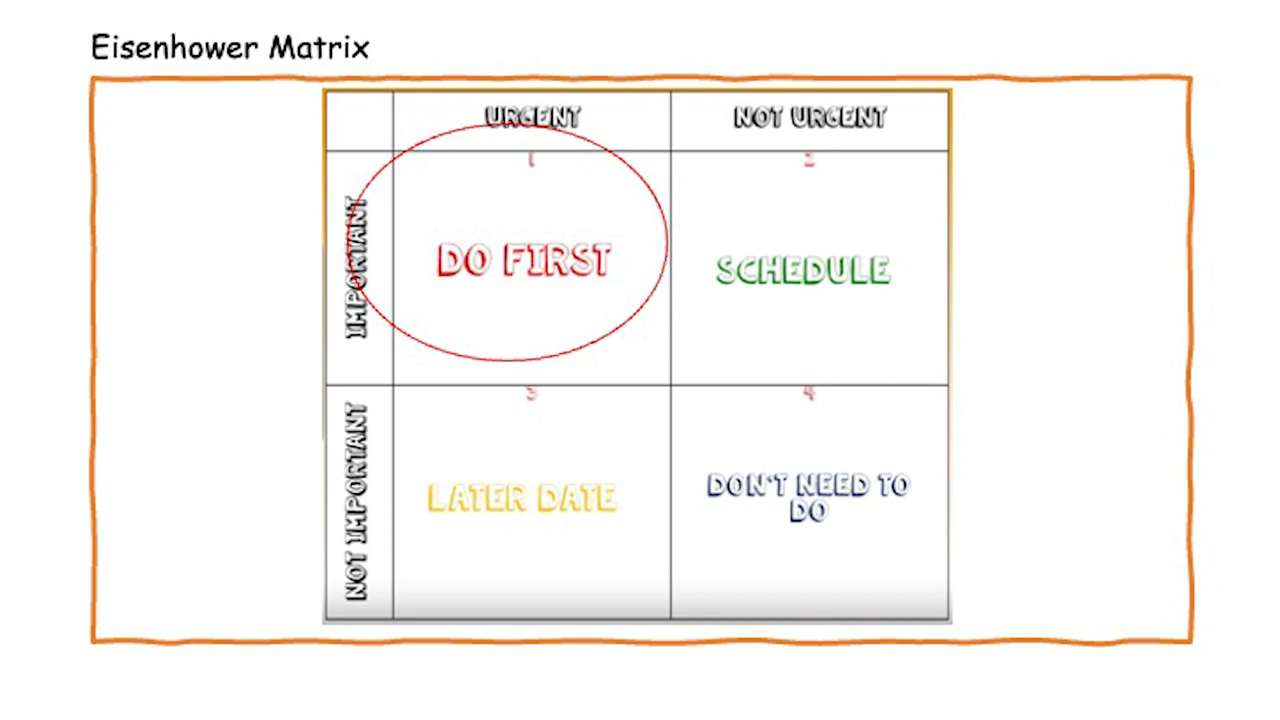 Eisenhower Matrix
URGENT
NOT URGENT
IMPORTANT
1
DO FIRST
2
SCHEDULE
NOT IMPORTANT
3
LATER DATE
4
DON'T NEED TO
DO